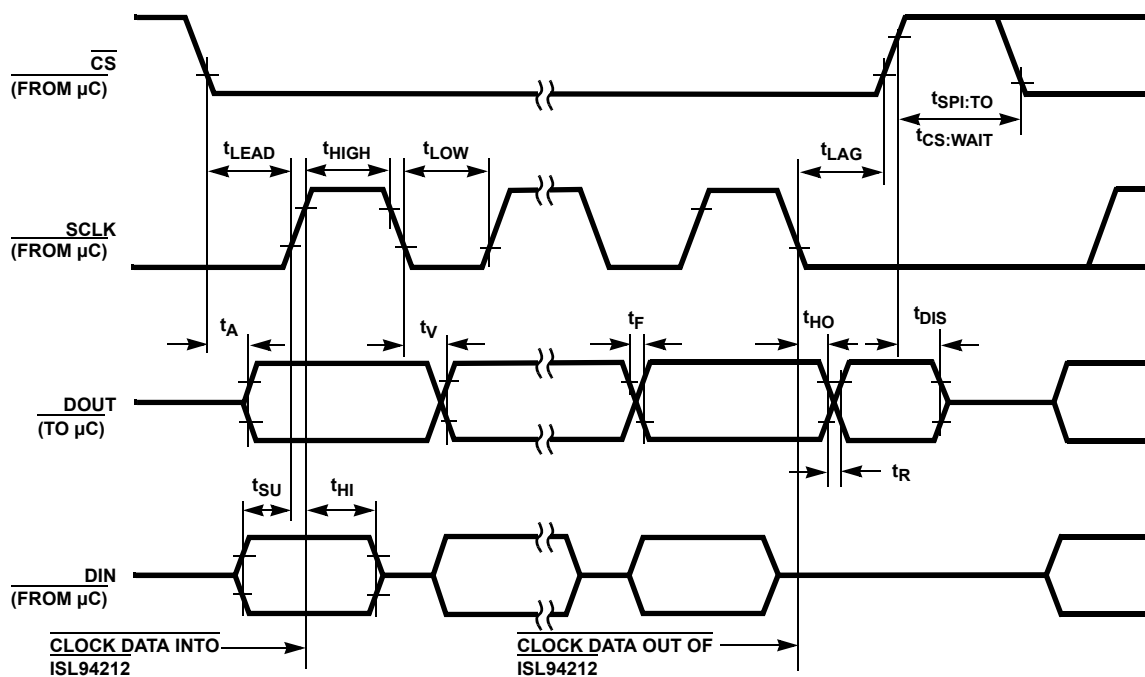 CS
(FROM µC)
tSPI:TO
tCS:WAIT
tLEAD
tHIGH
tLOW
tLAG
SCLK
(FROM µC)
tA
tV
tF
tHO
tDIS
DOUT
(TO µC)
tR
tSU
tHI
DIN
(FROM µC)
CLOCK DATA INTO
ISL94212
CLOCK DATA OUT OF
ISL94212